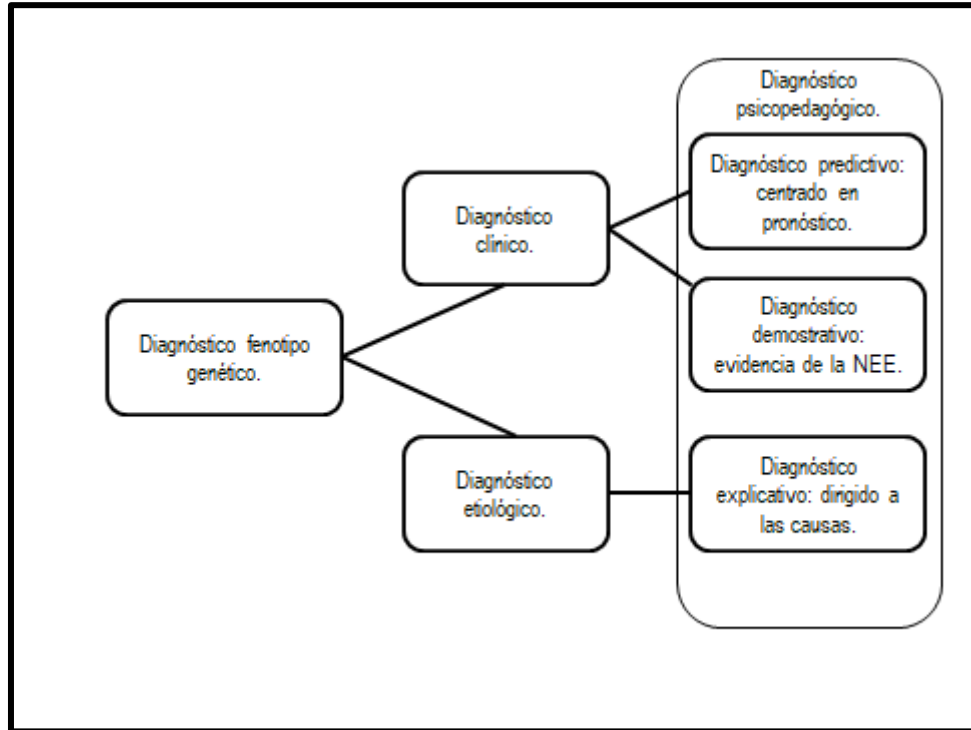 Diagnóstico fenotipo
genético.
Diagnóstico
clínico.
Diagnóstico
etiológico.
Diagnóstico
psicopedagógico.
Diagnóstico predictivo:
centrado en
pronóstico.
Diagnóstico
demostrativo:
evidencia de la NEE.
Diagnóstico
explicativo: dirigido a
las causas.